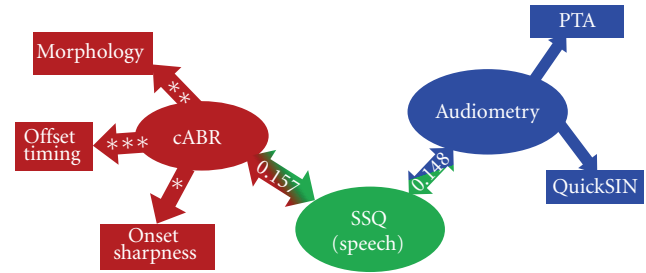 PTA
Morphology
**
Audiometry
Offset
timing
***
cABR
*
0.157
0.148
QuickSIN
SSQ
(speech)
Onset
sharpness